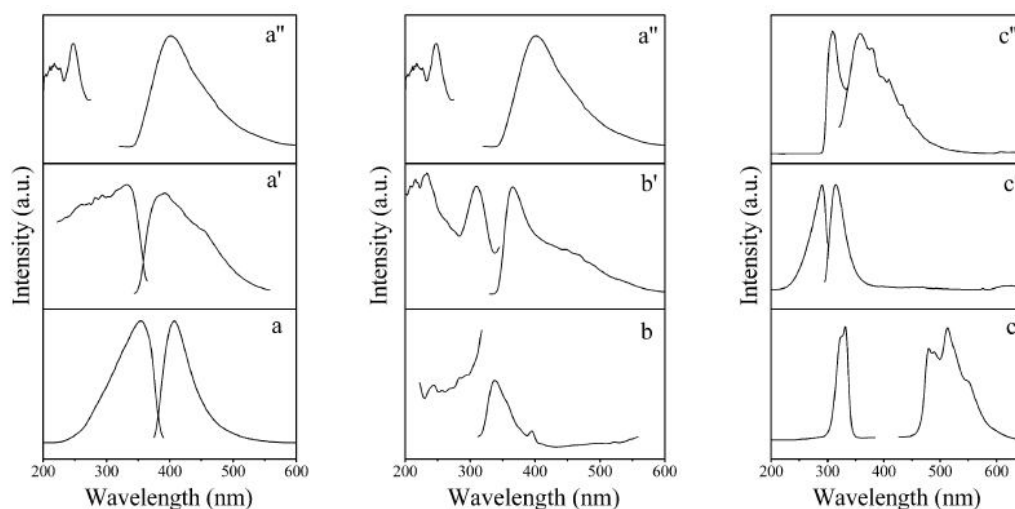 a"
a'
a
Intensity (a.u.)
200 300 400 500 600
Wavelength (nm)
a"
b'
b
Intensity (a.u.)
200 300 400 500 600
Wavelength (nm)
c"
c
c
Intensity (a.u.)
200 300 400 500 600
Wavelength (nm)